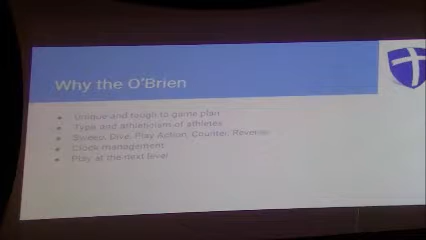 Why the O'Brien
Unique and tough to game plan
Type and athleticism of athletes
Sweep, Dive, Play Action, Counter, Reverse
Clock management
Play at the next level